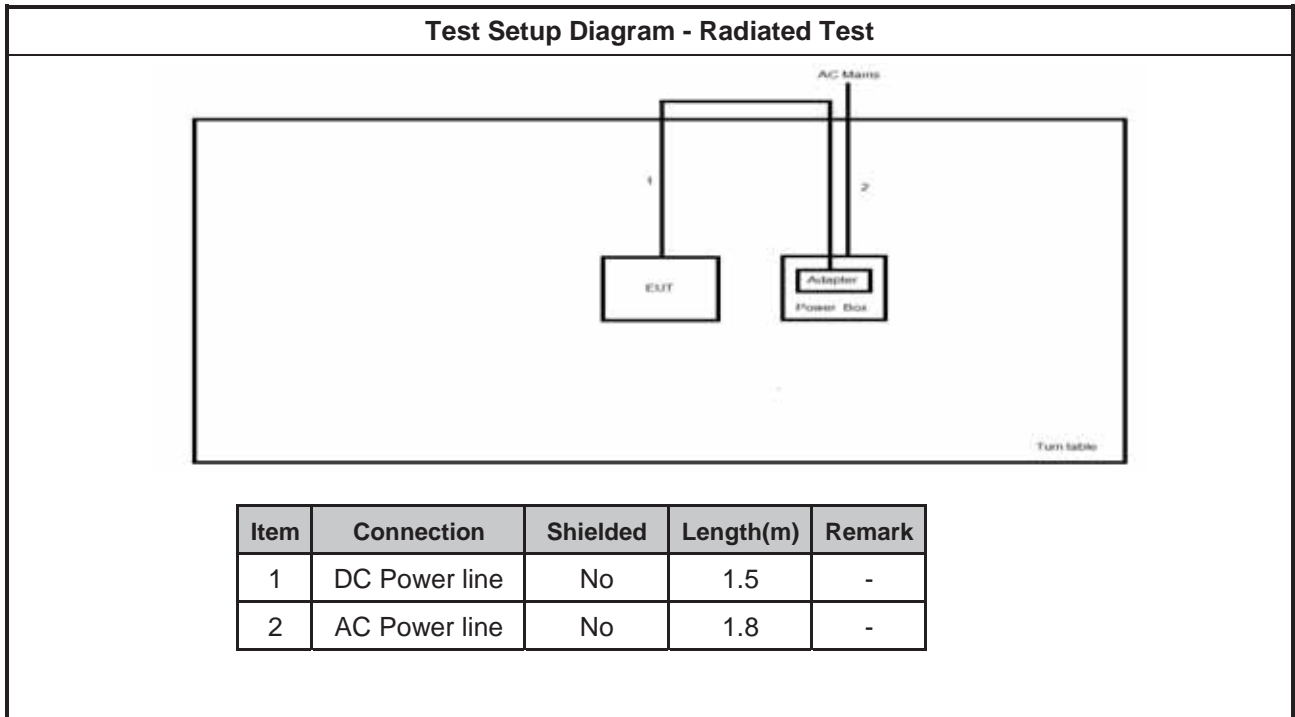 Test Setup Diagram - Radiated Test
AC Mains
1
2
EUT
Adapter
Power Box
Turn table
Item Connection Shielded Length(m) Remark
1 DC Power line No 1.5 -
2 AC Power line No 1.8 -